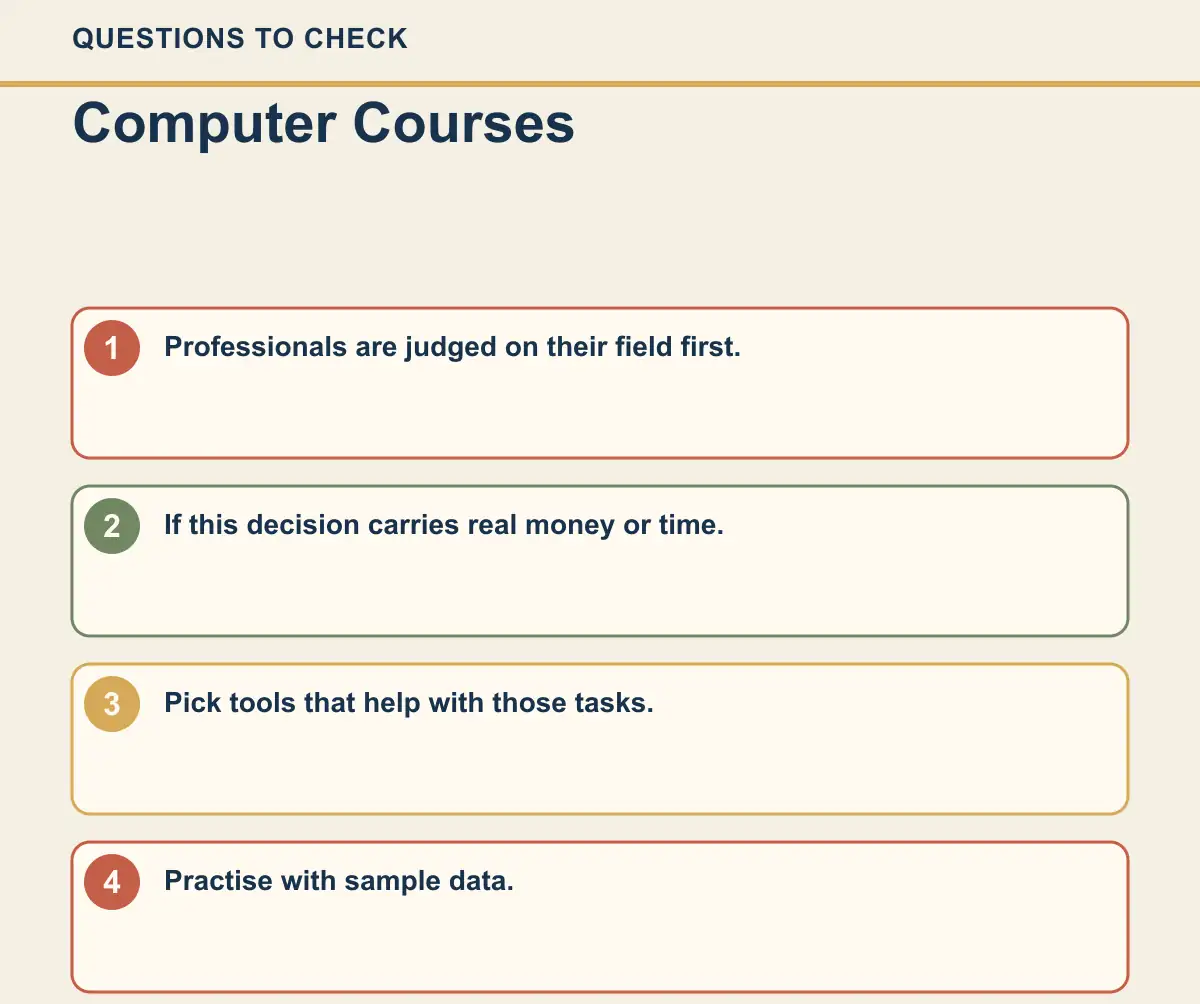 QUESTIONS TO CHECK
Computer Courses
1
Professionals are judged on their field first.
2
If this decision carries real money or time.
3
Pick tools that help with those tasks.
4
Practise with sample data.